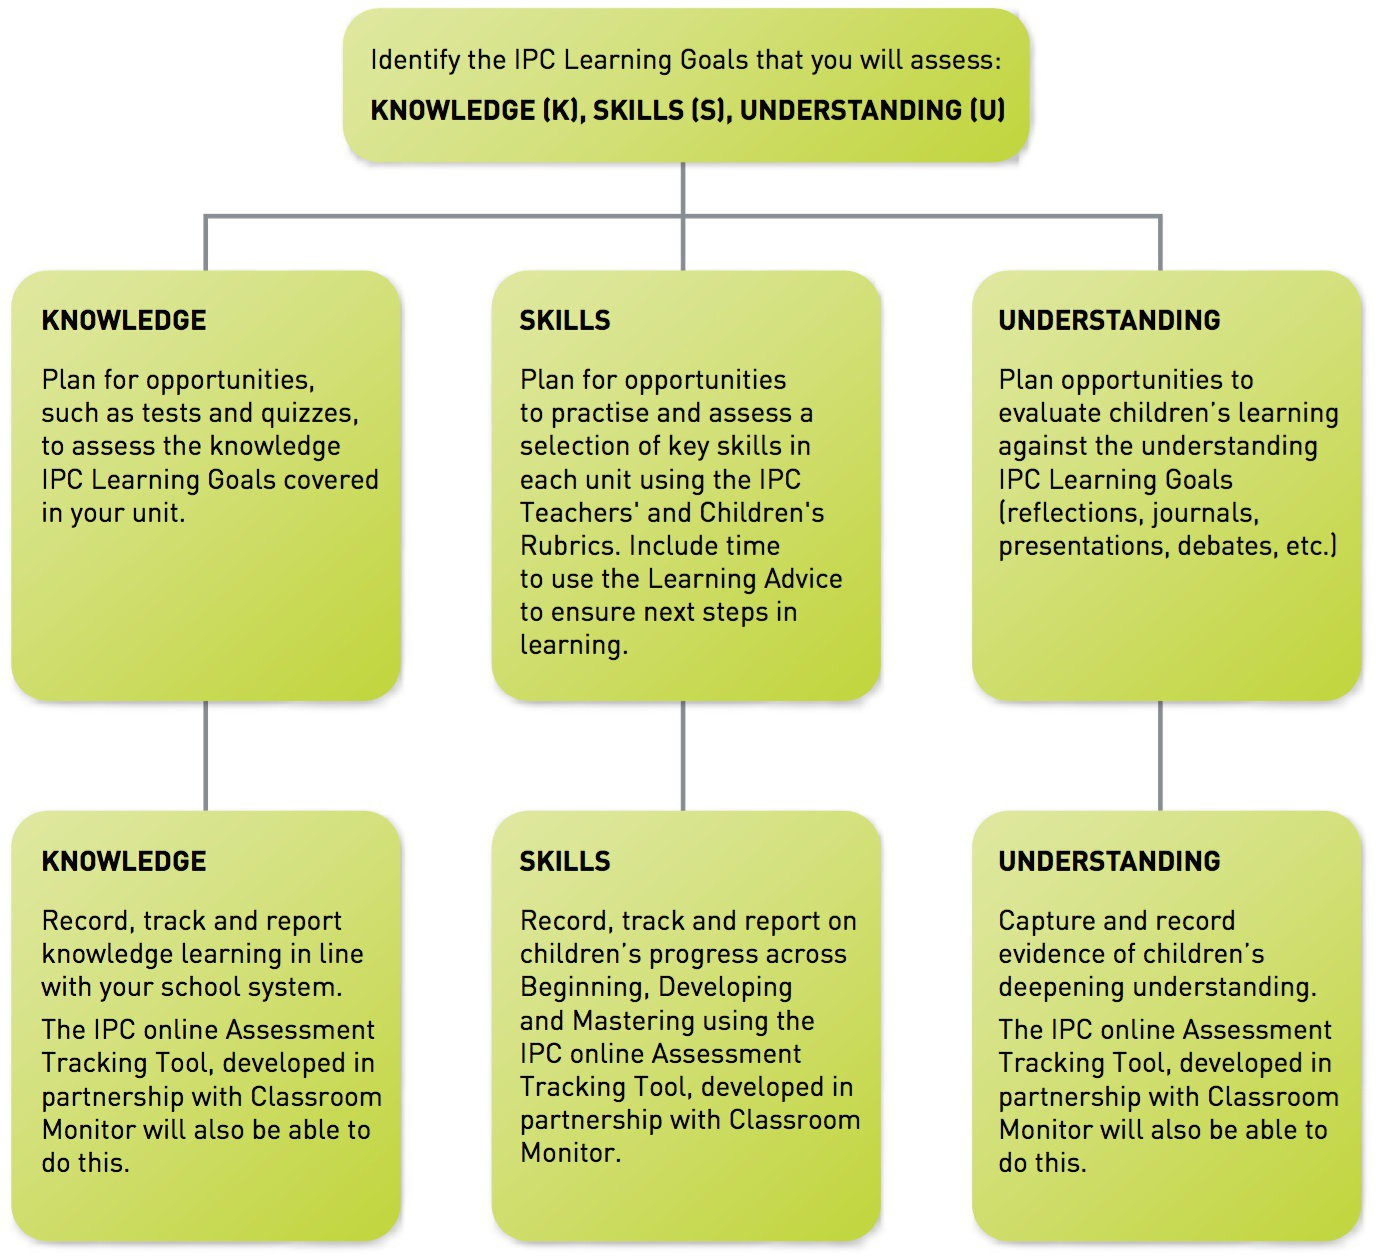 Identify the IPC Learning Goals that you will assess:
KNOWLEDGE (K), SKILLS (S), UNDERSTANDING (U)
KNOWLEDGE
Plan for opportunities,
such as tests and quizzes,
to assess the knowledge
IPC Learning Goals covered
in your unit.
SKILLS
Plan for opportunities
to practise and assess a
selection of key skills in
each unit using the IPC
Teachers' and Children's
Rubrics. Include time
to use the Learning Advice
to ensure next steps in
learning.
UNDERSTANDING
Plan opportunities to
evaluate children’s learning
against the understanding
IPC Learning Goals
(reflections, journals,
presentations, debates, etc.)
KNOWLEDGE
Record, track and report
knowledge learning in line
with your school system.
The IPC online Assessment
Tracking Tool, developed in
partnership with Classroom
Monitor will also be able to
do this.
SKILLS
Record, track and report on
children’s progress across
Beginning, Developing
and Mastering using the
IPC online Assessment
Tracking Tool, developed in
partnership with Classroom
Monitor.
UNDERSTANDING
Capture and record
evidence of children’s
deepening understanding.
The IPC online Assessment
Tracking Tool, developed in
partnership with Classroom
Monitor will also be able to
do this.